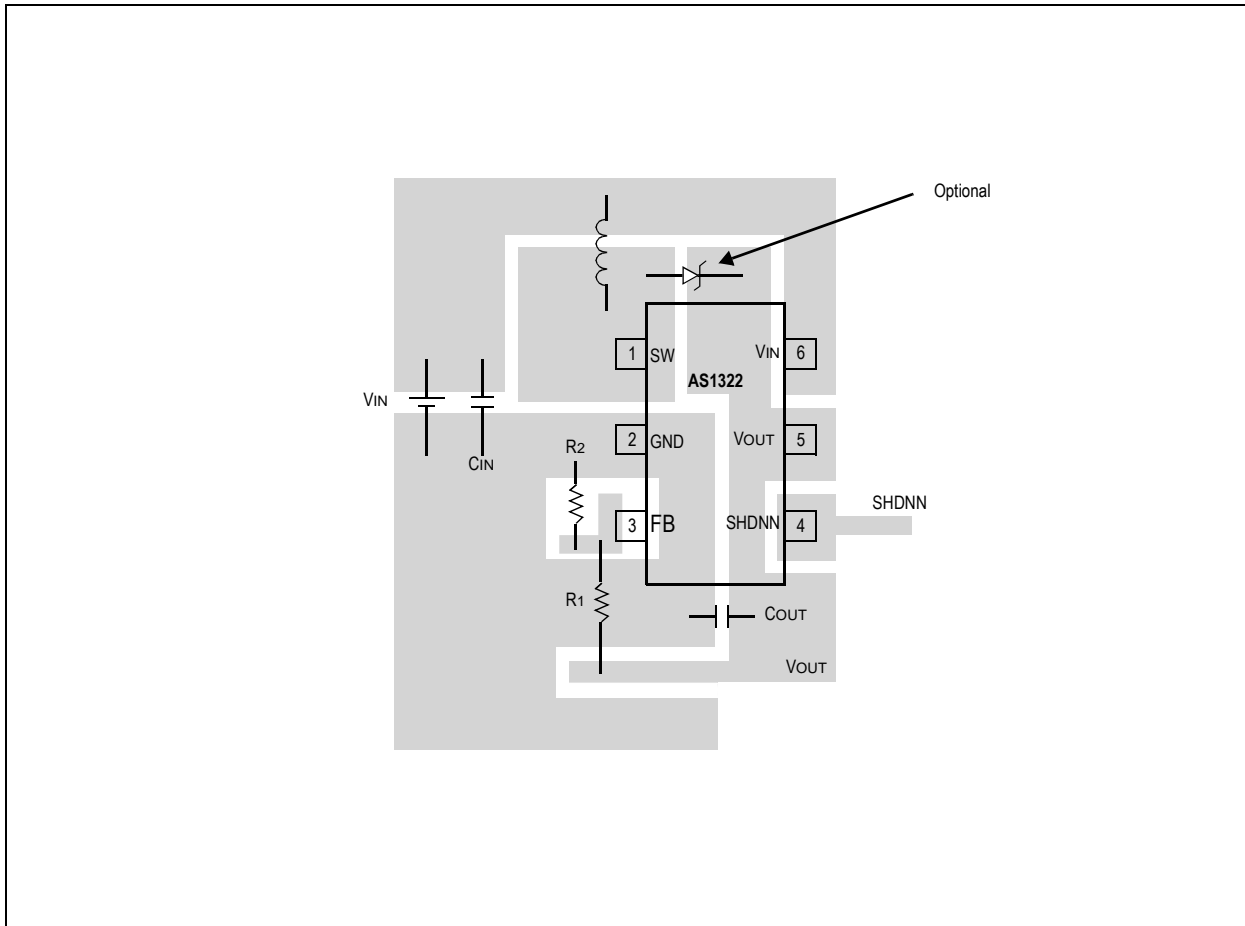 Optional
1 SW
VIN 6
AS1322
VIN
2 GND
VOUT 5
R2
CIN
SHDNN
3 FB
SHDNN 4
R1
COUT
VOUT